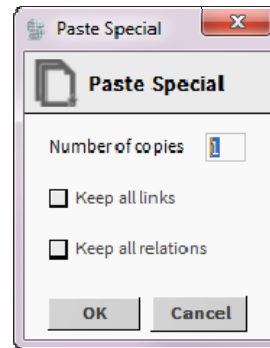 Paste Special
Paste Special
Number of copies 1
Keep all links
Keep all relations
OK Cancel